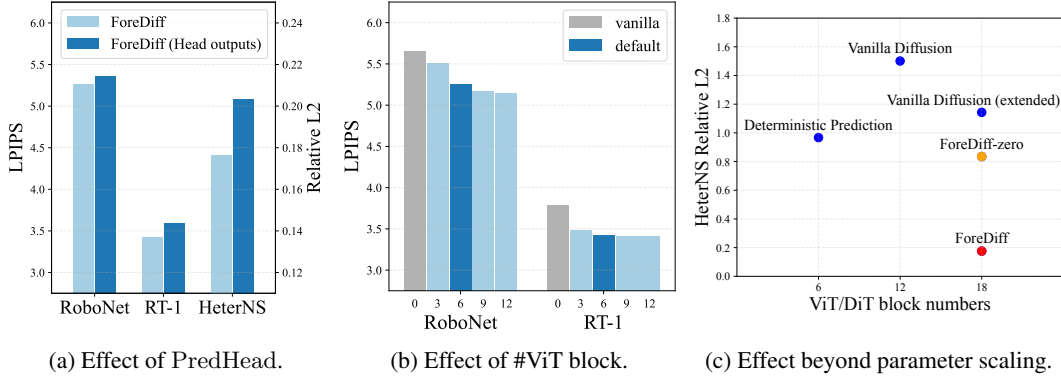 ForeDiff
ForeDiff (Head outputs)
6.0
5.5
5.0
4.5
4.0
3.5
3.0
LPIPS
0.24
0.22
0.20
0.18
0.16
0.14
0.12
Relative L2
RoboNet RT-1 HeterNS
(a) Effect of PredHead.
vanilla
default
6.0
5.5
5.0
4.5
4.0
3.5
3.0
LPIPS
0 3 6 9 12 0 3 6 9 12
RoboNet RT-1
(b) Effect of #ViT block.
1.8
1.6
1.4
1.2
1.0
0.8
0.6
0.4
0.2
0.0
HeterNS Relative L2
Vanilla Diffusion
Vanilla Diffusion (extended)
Deterministic Prediction
ForeDiff-zero
ForeDiff
6 12 18
ViT/DiT block numbers
(c) Effect beyond parameter scaling.